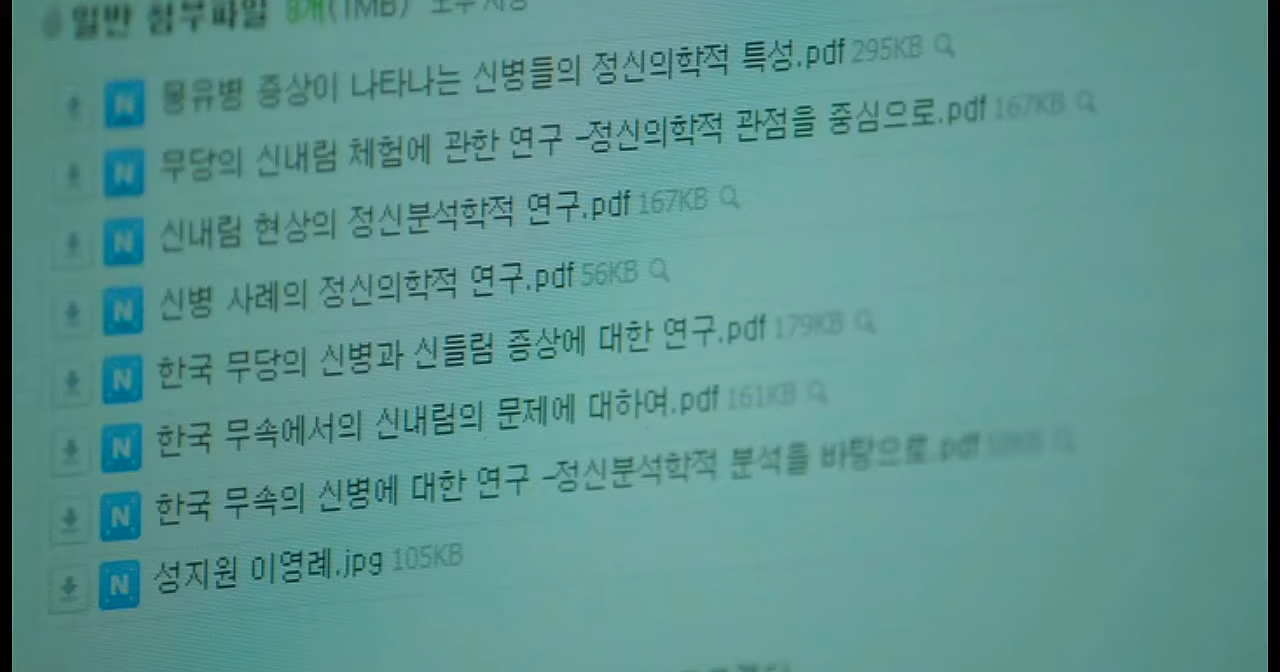 일반 첨부파일 8개(1MB) 모두저장
몽유병 증상이 나타나는 신병들의 정신의학적 특성.pdf 295KB
무당의 신내림 체험에 관한 연구 -정신의학적 관점을 중심으로.pdf 167KB
신내림 현상의 정신분석학적 연구.pdf 167KB
신병 사례의 정신의학적 연구.pdf 56KB
한국 무당의 신병과 신들림 증상에 대한 연구.pdf 179KB
한국 무속에서의 신내림의 문제에 대하여.pdf 161KB
한국 무속의 신병에 대한 연구 -정신분석학적 분석을 바탕으로.pdf
성지원 이영례.jpg 105KB